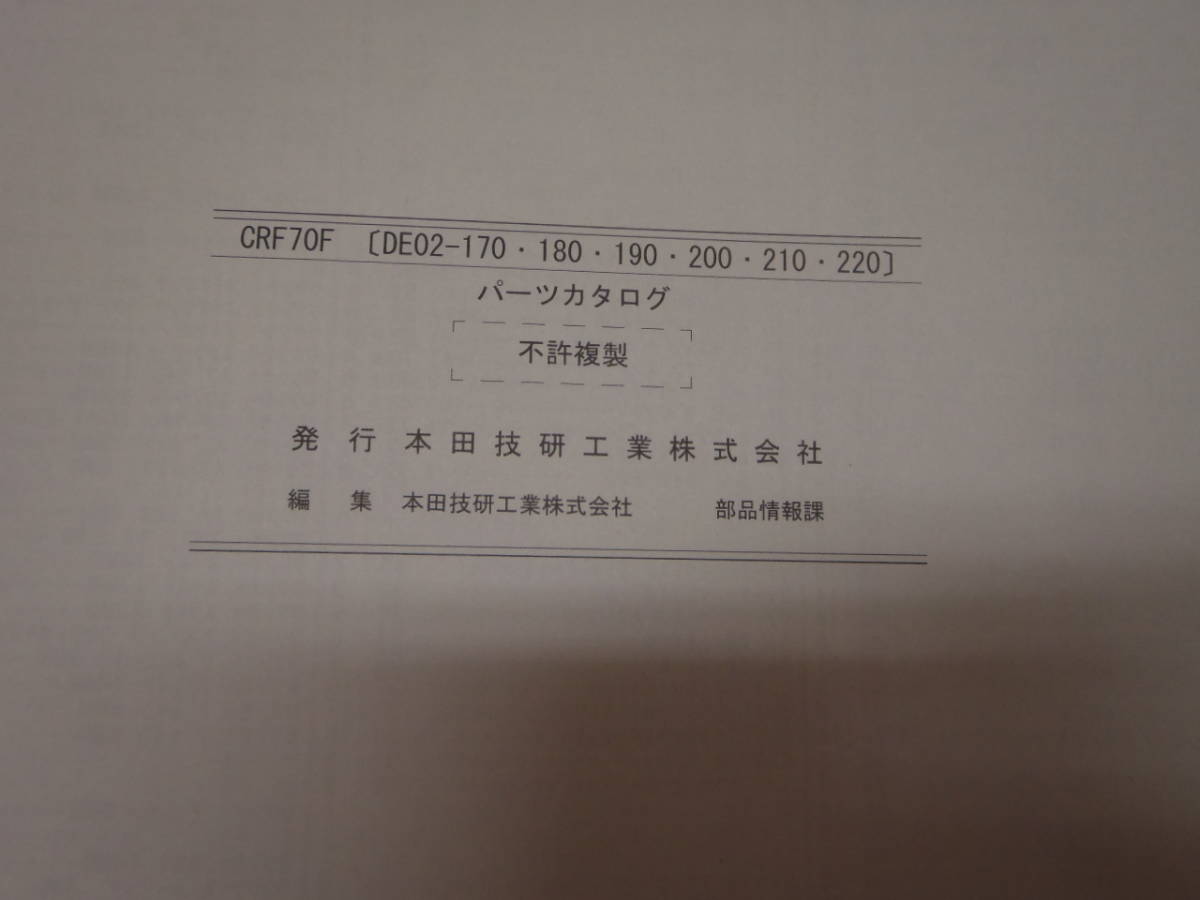 CRF70F 〔DE02-170・180・190・200・210・220〕
パーツカタログ
不許複製
発行 本田技研工業株式会社
編集 本田技研工業株式会社 部品情報課